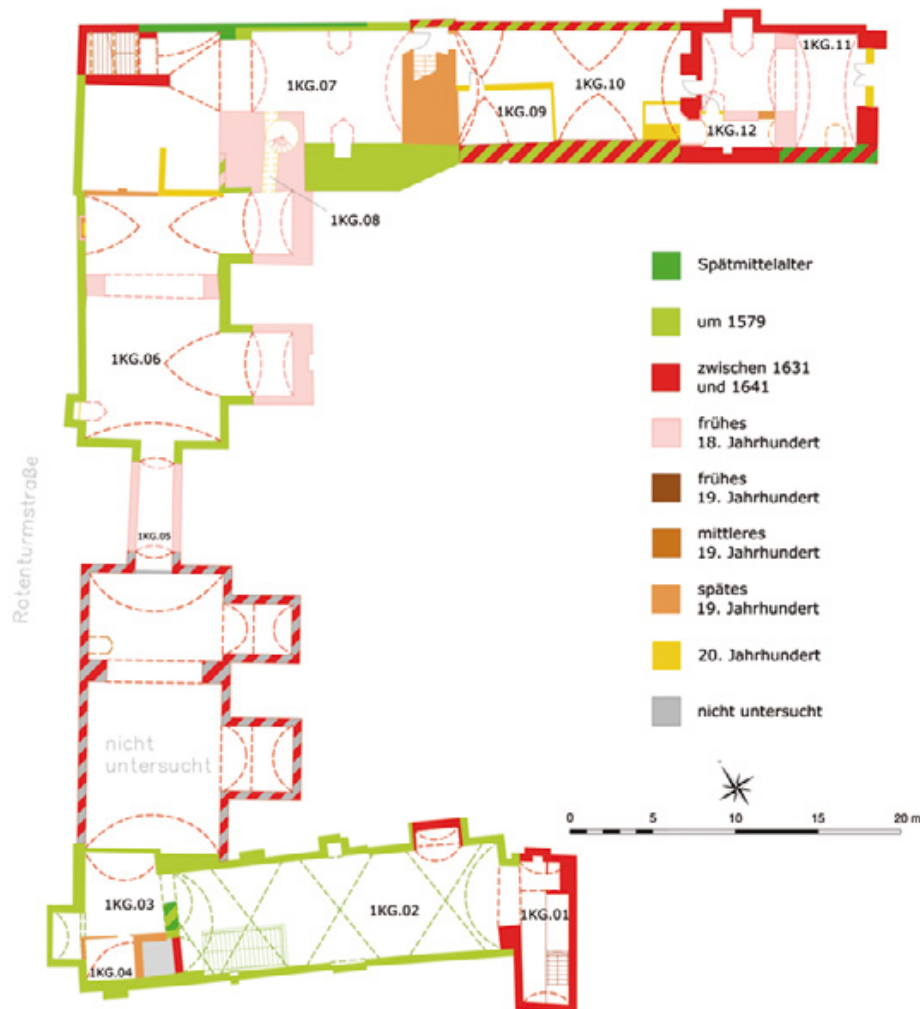 1KG.11
1KG.07
1KG.10
1KG.09
1KG.12
1KG.08
Spätmittelalter
um 1579
1KG.06
zwischen 1631
und 1641
frühes
18. Jahrhundert
Rotenturmstraße
frühes
19. Jahrhundert
1KG.05
mittleres
19. Jahrhundert
spätes
19. Jahrhundert
20. Jahrhundert
nicht untersucht
nicht
untersucht
0 5 10 15 20 m
1KG.03
1KG.02
1KG.01
1KG.04